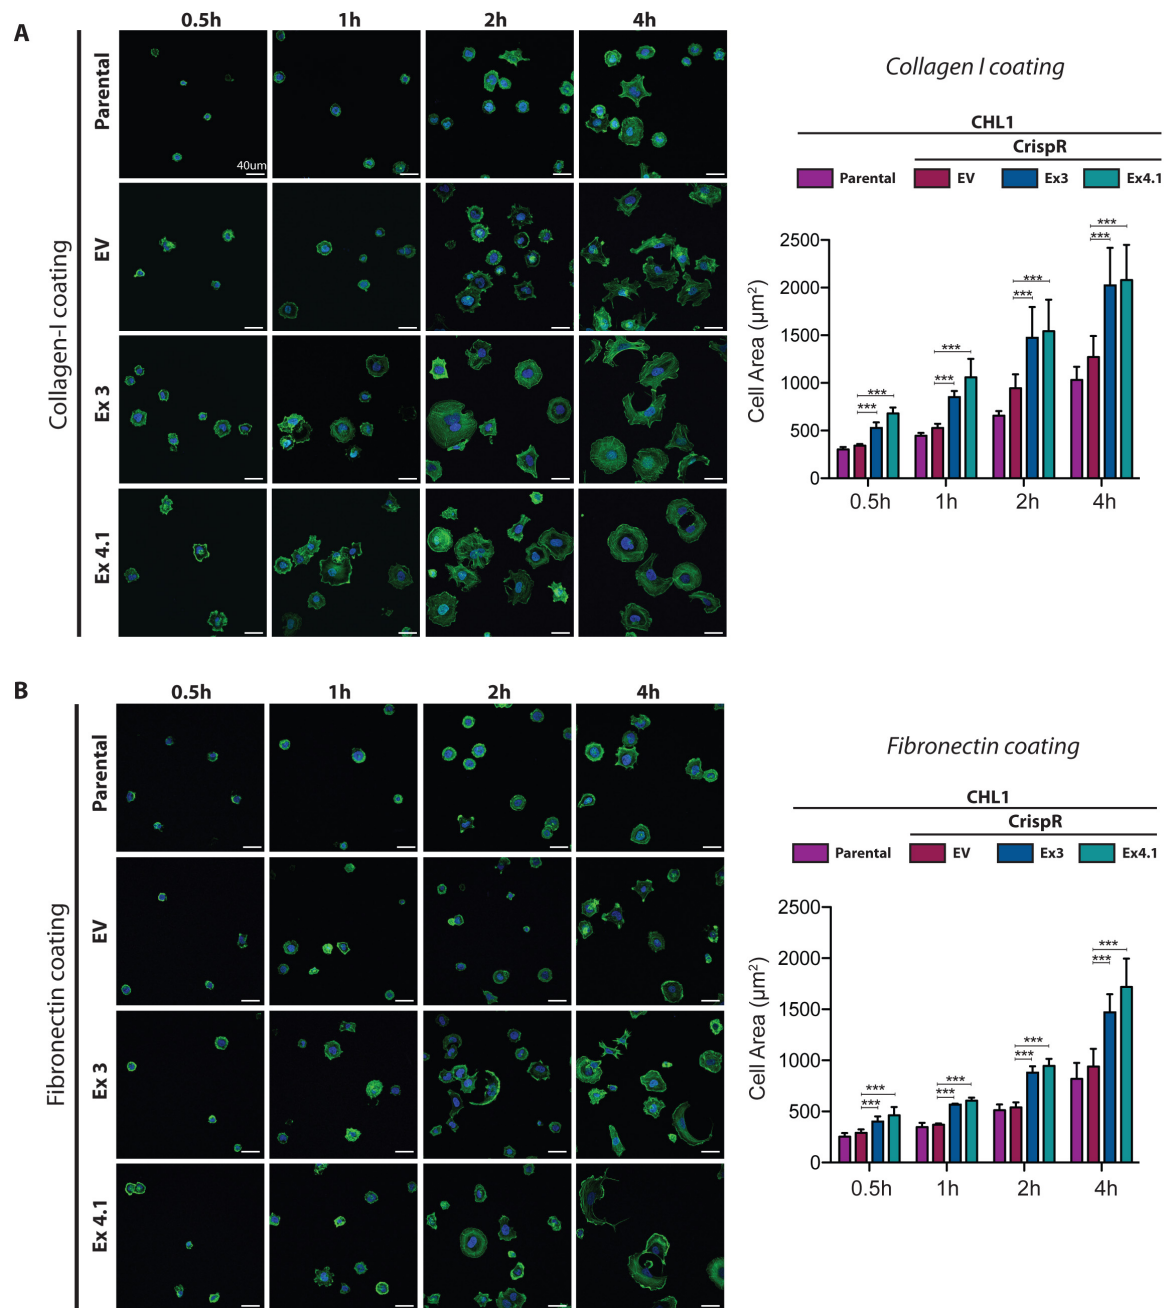 A
0.5h 1h 2h 4h
Collagen-I coating
Parental
40um
EV
Ex 3
Ex 4.1
Collagen I coating
CHL1
CrispR
Parental EV Ex3 Ex4.1
Cell Area (µm²)
2500
2000
1500
1000
500
0
*** ***
*** ***
*** ***
*** ***
0.5h 1h 2h 4h
B
0.5h 1h 2h 4h
Fibronectin coating
Parental
EV
Ex 3
Ex 4.1
Fibronectin coating
CHL1
CrispR
Parental EV Ex3 Ex4.1
Cell Area (µm²)
2500
2000
1500
1000
500
0
*** ***
*** ***
*** ***
*** ***
0.5h 1h 2h 4h